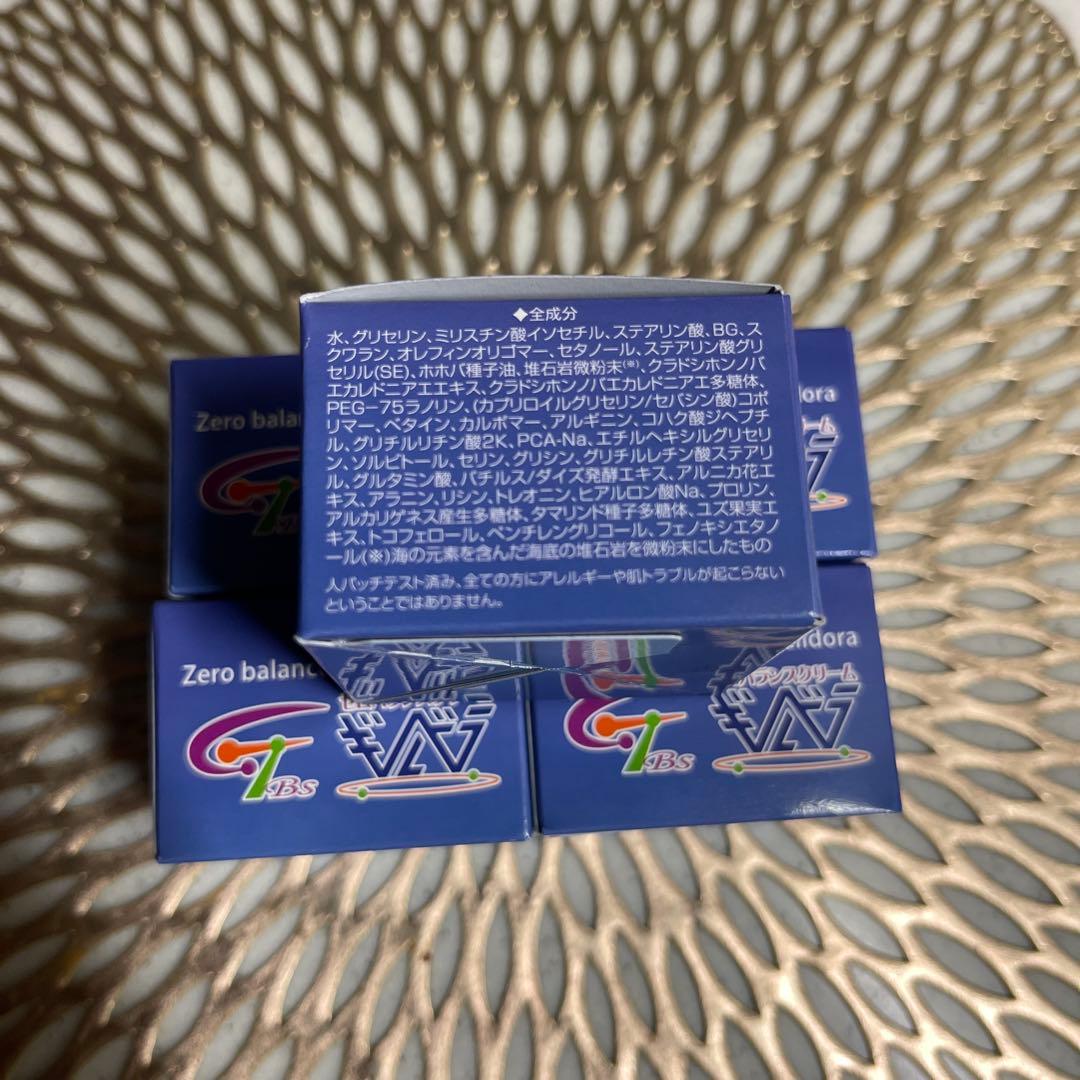 ◆全成分
水、グリセリン、ミリスチン酸イソセチル、ステアリン酸、BG、ス
クワラン、オレフィンオリゴマー、セタノール、ステアリン酸グリ
セリル(SE)、ホホバ種子油、堆石岩微粉末(※)、クラドシホンノバ
エカレドニアエエキス、クラドシホンノバエカレドニアエ多糖体、
PEG-75ラノリン、(カプリロイルグリセリン/セバシン酸)コポ
リマー、ベタイン、カルボマー、アルギニン、コハク酸ジヘプチ
ル、グリチルリチン酸2K、PCA-Na、エチルヘキシルグリセリ
ン、ソルビトール、セリン、グリシン、グリチルレチン酸ステアリ
ル、グルタミン酸、バチルス/ダイズ発酵エキス、アルニカ花エ
キス、アラニン、リシン、トレオニン、ヒアルロン酸Na、プロリン、
アルカリゲネス産生多糖体、タマリンド種子多糖体、ユズ果実エ
キス、トコフェロール、ペンチレングリコール、フェノキシエタノ
ール(※)海の元素を含んだ海底の堆石岩を微粉末にしたもの
人パッチテスト済み、全ての方にアレルギーや肌トラブルが起こらない
ということではありません。
Zero balan
dora
ーム
GT
Zero balanc
GTBS
ギベラ
ndora
バランスクリーム
GTBS
ギベラ